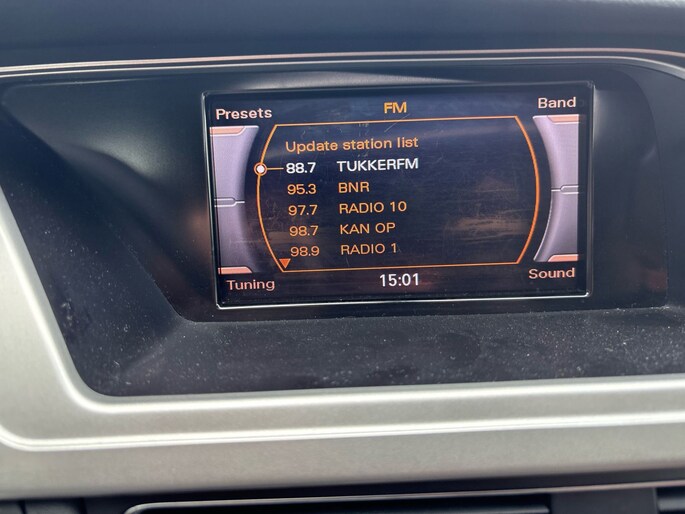 Presets FM Band
Update station list
88.7 TUKKERFM
95.3 BNR
97.7 RADIO 10
98.7 KAN OP
98.9 RADIO 1
Tuning 15:01 Sound